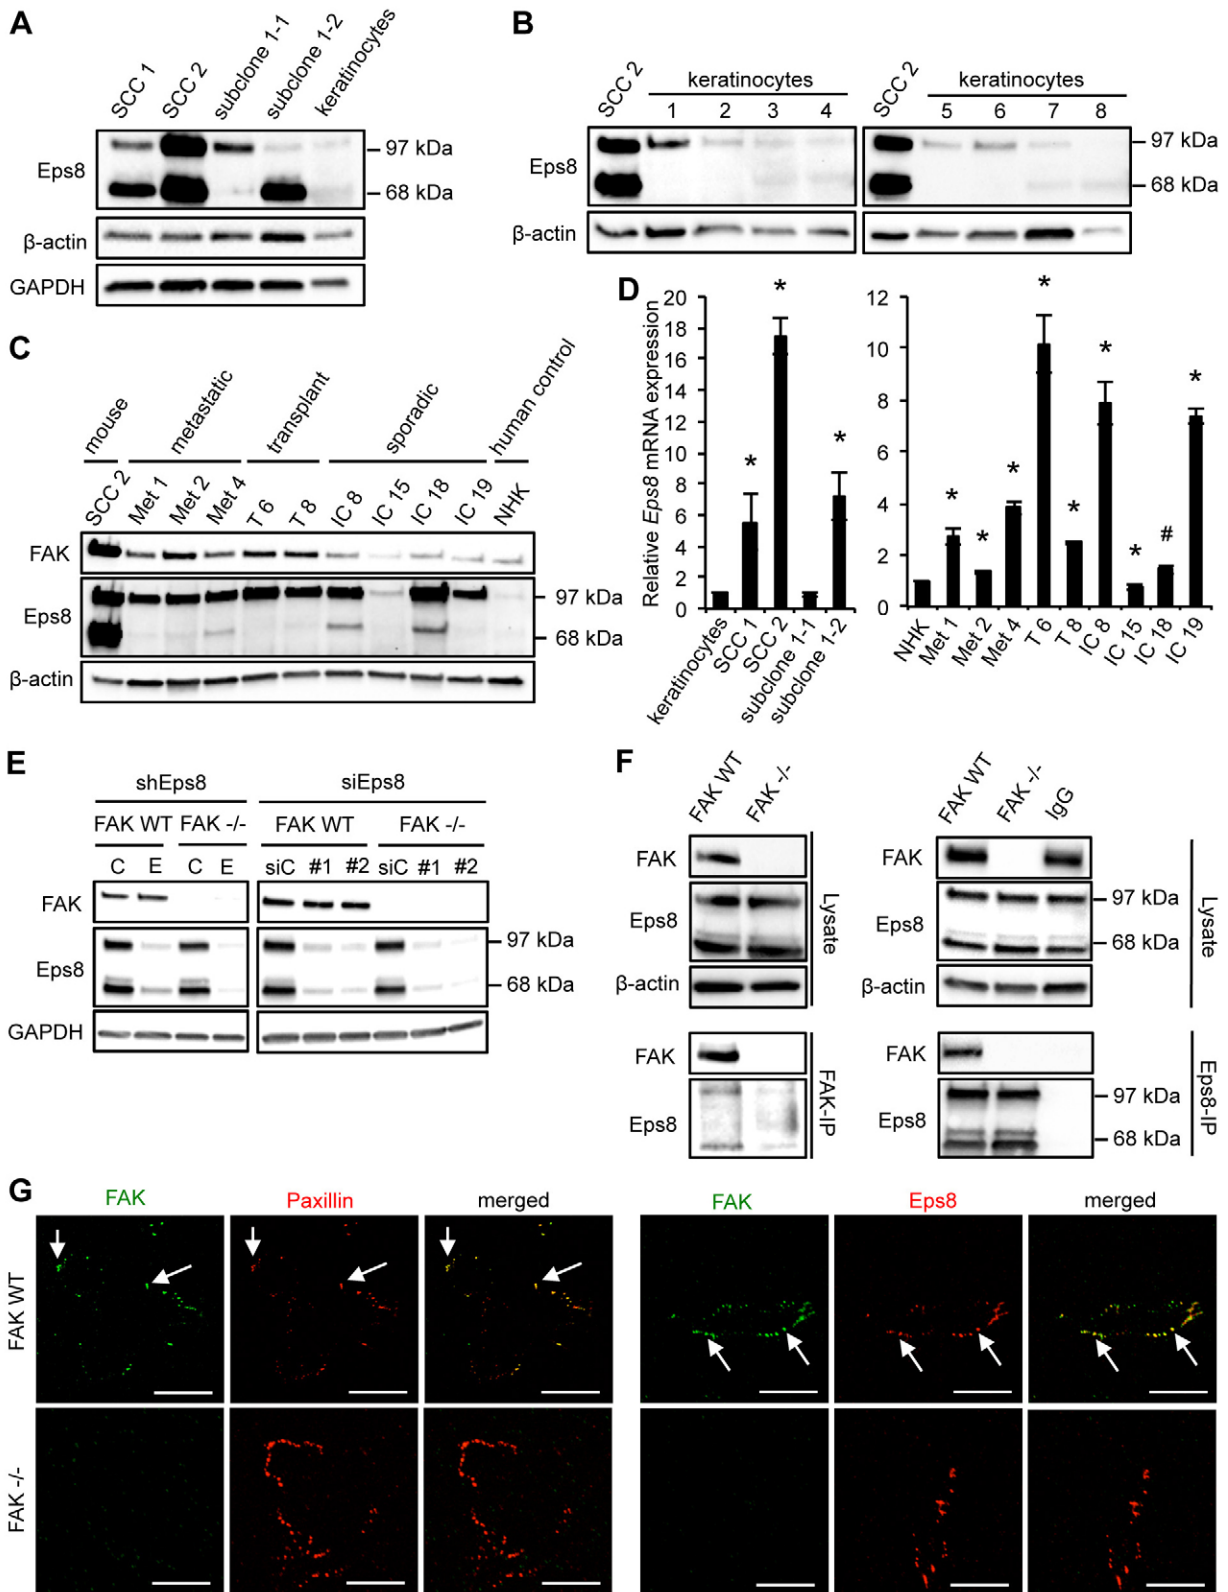 A
SCC 1
SCC 2
subclone 1-1
subclone 1-2
keratinocytes
Eps8
97 kDa
68 kDa
β-actin
GAPDH
B
SCC 2
keratinocytes
1 2 3 4
SCC 2
keratinocytes
5 6 7 8
Eps8
97 kDa
68 kDa
β-actin
C
mouse
metastatic
transplant
sporadic
human control
SCC 2
Met 1
Met 2
Met 4
T 6
T 8
IC 8
IC 15
IC 18
IC 19
NHK
FAK
Eps8
97 kDa
68 kDa
β-actin
D
Relative Eps8 mRNA expression
20
18
16
14
12
10
8
6
4
2
0
* * *
keratinocytes
SCC 1
SCC 2
subclone 1-1
subclone 1-2
12
10
8
6
4
2
0
* * * * * * * # *
NHK
Met 1
Met 2
Met 4
T 6
T 8
IC 8
IC 15
IC 18
IC 19
E
shEps8
siEps8
FAK WT FAK -/-
FAK WT FAK -/-
C E C E
siC #1 #2 siC #1 #2
FAK
Eps8
97 kDa
68 kDa
GAPDH
F
FAK WT
FAK -/-
FAK
Eps8
β-actin
Lysate
FAK
Eps8
FAK-IP
FAK WT
FAK -/-
IgG
FAK
Eps8
97 kDa
68 kDa
β-actin
Lysate
FAK
Eps8
97 kDa
68 kDa
Eps8-IP
G
FAK Paxillin merged
FAK Eps8 merged
FAK WT
FAK -/-